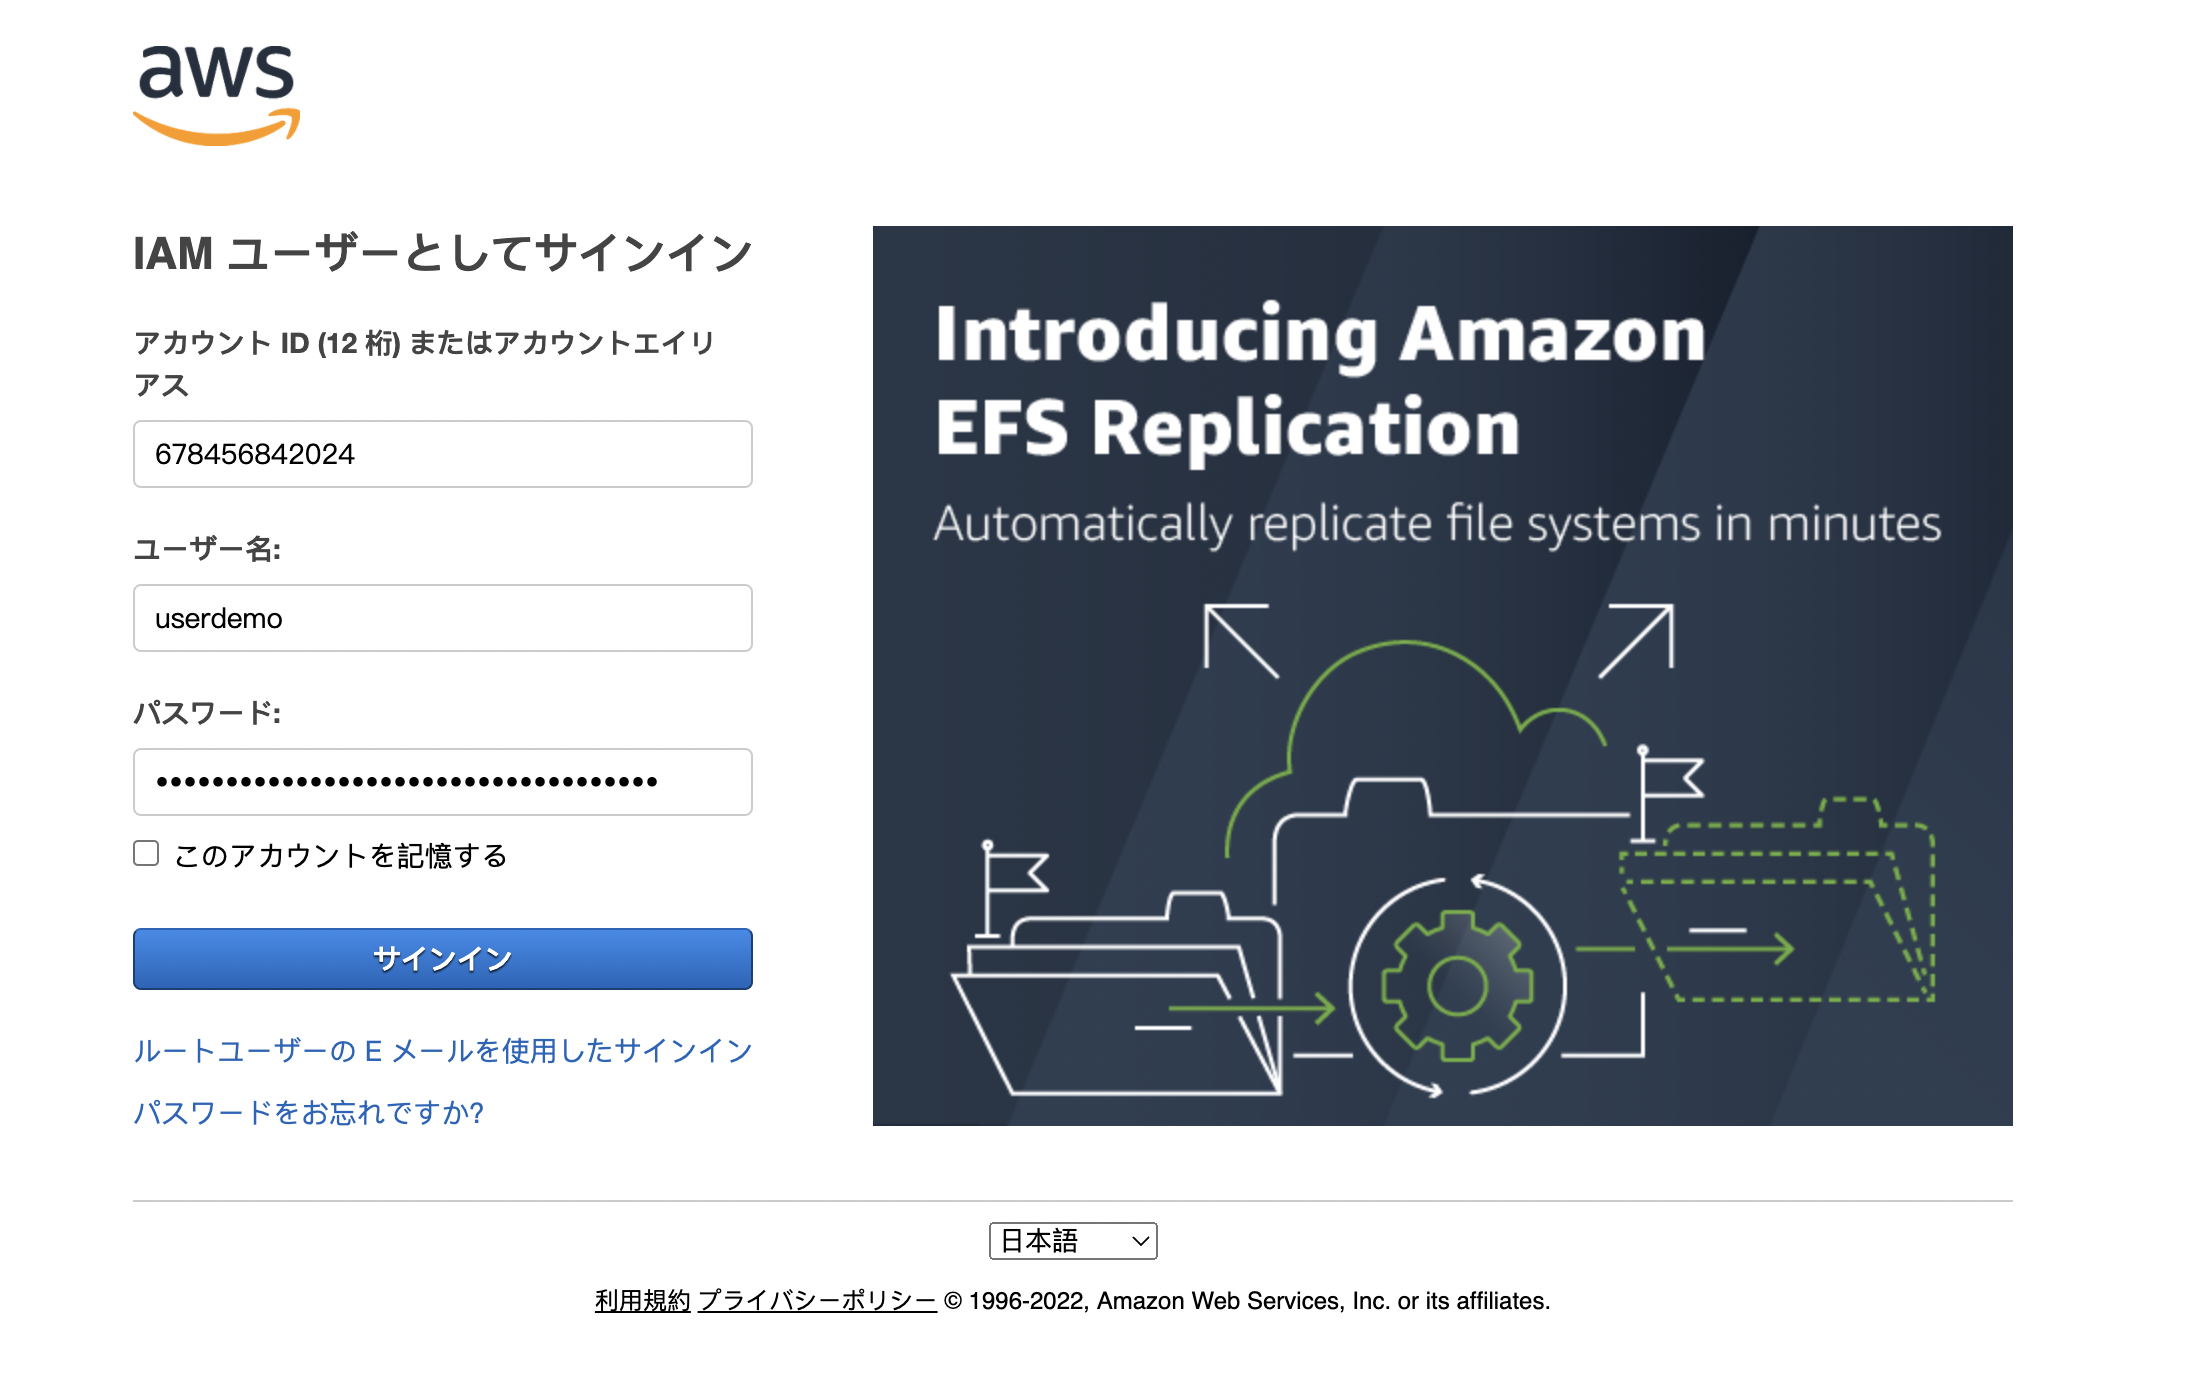 aws
IAM ユーザーとしてサインイン
アカウント ID (12 桁) またはアカウントエイリ
アス
678456842024
ユーザー名:
userdemo
パスワード:
••••••••••••••••••••••••••••••••••••
このアカウントを記憶する
サインイン
ルートユーザーの E メールを使用したサインイン
パスワードをお忘れですか?
Introducing Amazon
EFS Replication
Automatically replicate file systems in minutes
日本語
利用規約 プライバシーポリシー © 1996-2022, Amazon Web Services, Inc. or its affiliates.